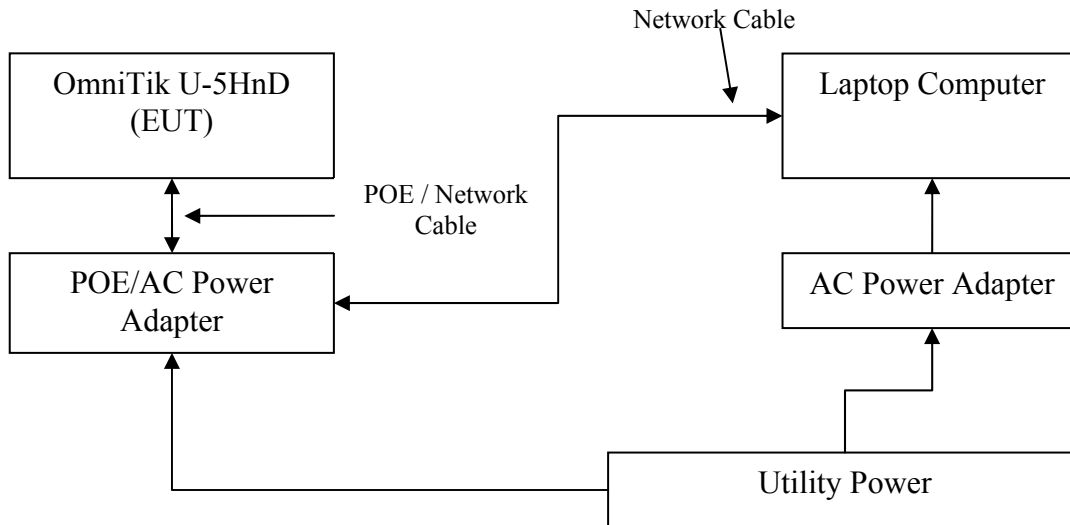 Network Cable
OmniTik U-5HnD
(EUT)
Laptop Computer
POE / Network
Cable
POE/AC Power
Adapter
AC Power Adapter
Utility Power